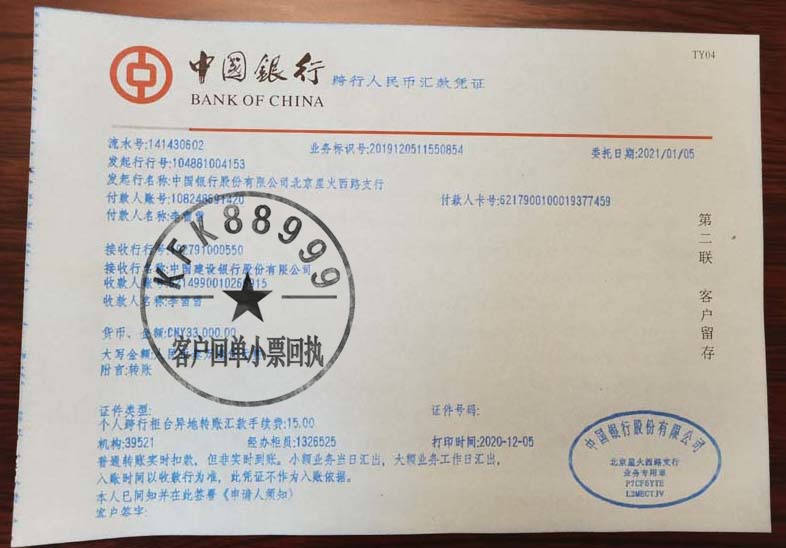 TY04
中国銀行 跨行人民币汇款凭证
BANK OF CHINA
流水号:141430602 业务标识号:2019120511550854 委托日期:2021/01/05
发起行行号:104881004153
发起行名称:中国银行股份有限公司北京星火西路支行
付款人账号: 付款人卡号:6217900100019377459
付款人名称:
接收行行号:
接收行名称:中国建设银行股份有限公司
收款人账号:
收款人名称:
货币、金额:CNY33,000.00
大写金额:
附言:转账
KFK88999
客户回单小票回执
第二联 客户留存
证件类型: 证件号码:
个人跨行柜台异地转账汇款手续费:15.00
机构:39521 经办柜员:1326525 打印时间:2020-12-05
普通转账实时扣款,但非实时到账。小额业务当日汇出,大额业务工作日汇出,
入账时间以收款行为准,此凭证不作为入账依据。
本人已阅知并在此签署《申请人须知》
客户签字:
中国银行股份有限公司
北京星火西路支行
业务专用章
P7CF5YTE
L2MECTJV